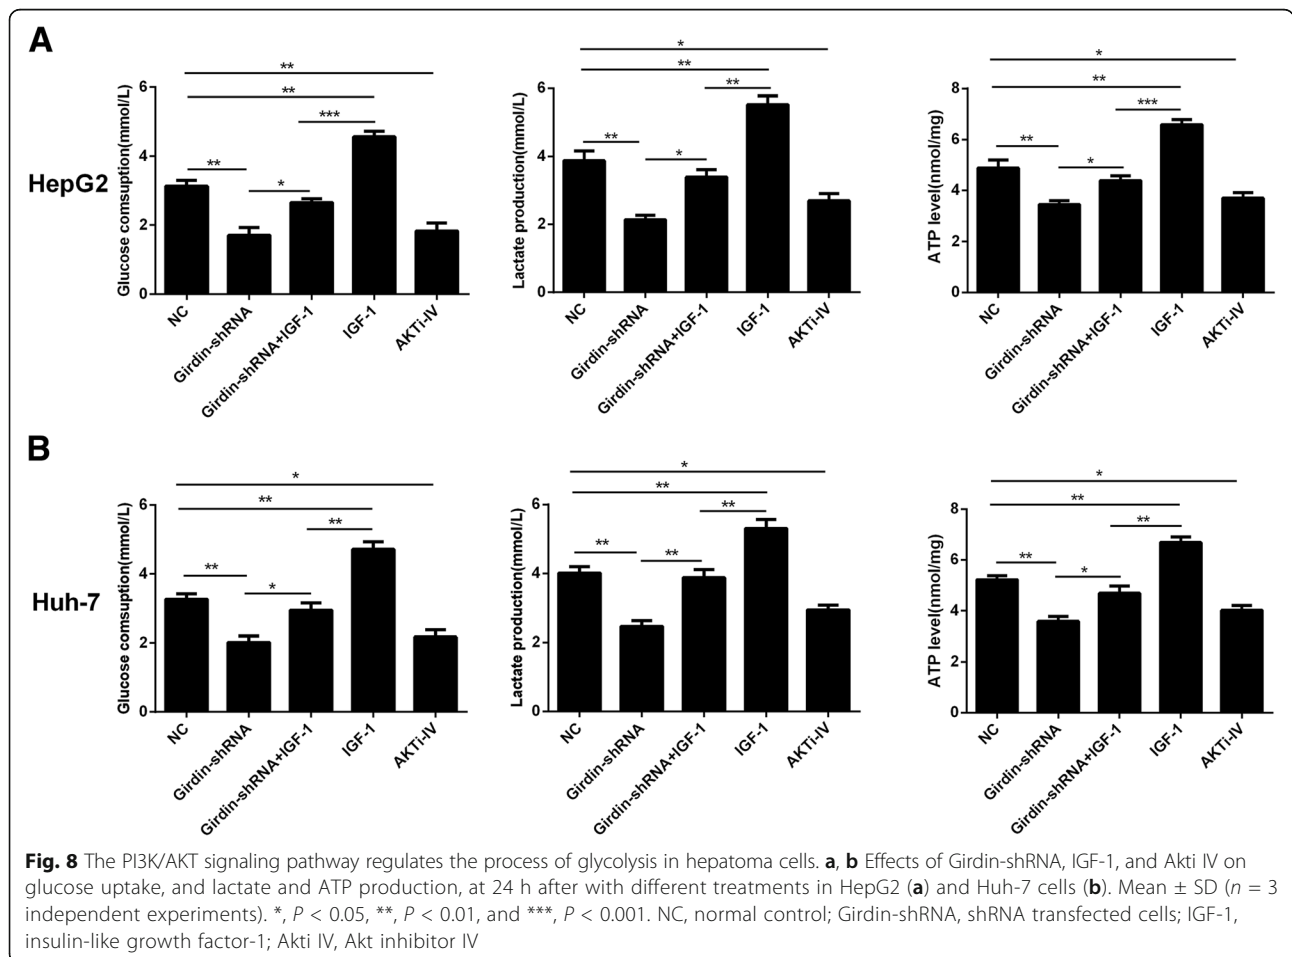 A
**
**
***
**
*
6
4
2
0
Glucose comsuption(mmol/L)
HepG2
NC
Girdin-shRNA
Girdin-shRNA+IGF-1
IGF-1
AKTi-IV
*
**
**
**
*
6
4
2
0
Lactate production(mmol/L)
NC
Girdin-shRNA
Girdin-shRNA+IGF-1
IGF-1
AKTi-IV
*
**
***
**
*
8
6
4
2
0
ATP level(nmol/mg)
NC
Girdin-shRNA
Girdin-shRNA+IGF-1
IGF-1
AKTi-IV
B
*
**
**
**
*
6
4
2
0
Glucose comsuption(mmol/L)
Huh-7
NC
Girdin-shRNA
Girdin-shRNA+IGF-1
IGF-1
AKTi-IV
*
**
**
**
**
6
4
2
0
Lactate production(mmol/L)
NC
Girdin-shRNA
Girdin-shRNA+IGF-1
IGF-1
AKTi-IV
*
**
**
**
*
8
6
4
2
0
ATP level(nmol/mg)
NC
Girdin-shRNA
Girdin-shRNA+IGF-1
IGF-1
AKTi-IV
Fig. 8 The PI3K/AKT signaling pathway regulates the process of glycolysis in hepatoma cells. a, b Effects of Girdin-shRNA, IGF-1, and Akti IV on
glucose uptake, and lactate and ATP production, at 24 h after with different treatments in HepG2 (a) and Huh-7 cells (b). Mean ± SD (n = 3
independent experiments). *, P < 0.05, **, P < 0.01, and ***, P < 0.001. NC, normal control; Girdin-shRNA, shRNA transfected cells; IGF-1,
insulin-like growth factor-1; Akti IV, Akt inhibitor IV